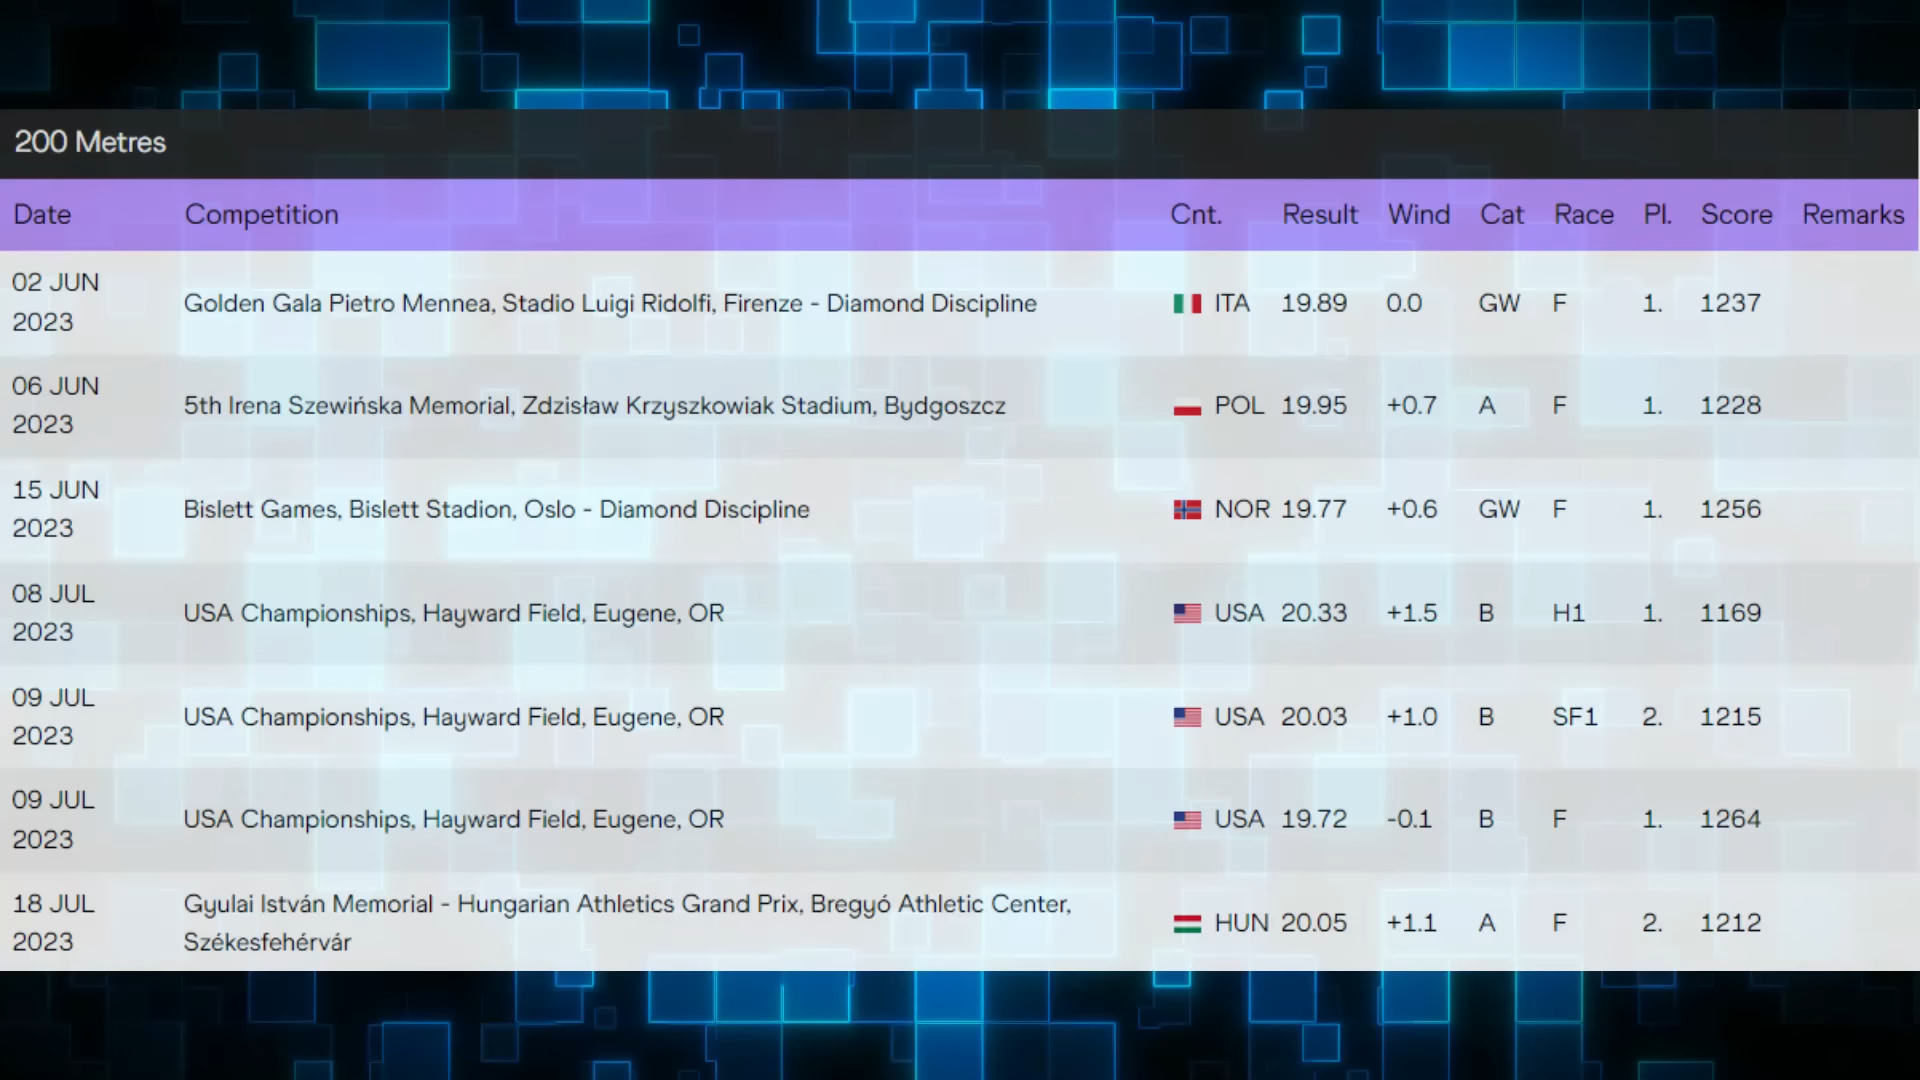 200 Metres
Date Competition Cnt. Result Wind Cat Race Pl. Score Remarks
02 JUN 2023 Golden Gala Pietro Mennea, Stadio Luigi Ridolfi, Firenze - Diamond Discipline ITA 19.89 0.0 GW F 1. 1237
06 JUN 2023 5th Irena Szewińska Memorial, Zdzisław Krzyszkowiak Stadium, Bydgoszcz POL 19.95 +0.7 A F 1. 1228
15 JUN 2023 Bislett Games, Bislett Stadion, Oslo - Diamond Discipline NOR 19.77 +0.6 GW F 1. 1256
08 JUL 2023 USA Championships, Hayward Field, Eugene, OR USA 20.33 +1.5 B H1 1. 1169
09 JUL 2023 USA Championships, Hayward Field, Eugene, OR USA 20.03 +1.0 B SF1 2. 1215
09 JUL 2023 USA Championships, Hayward Field, Eugene, OR USA 19.72 -0.1 B F 1. 1264
18 JUL 2023 Gyulai István Memorial - Hungarian Athletics Grand Prix, Bregyó Athletic Center, Székesfehérvár HUN 20.05 +1.1 A F 2. 1212